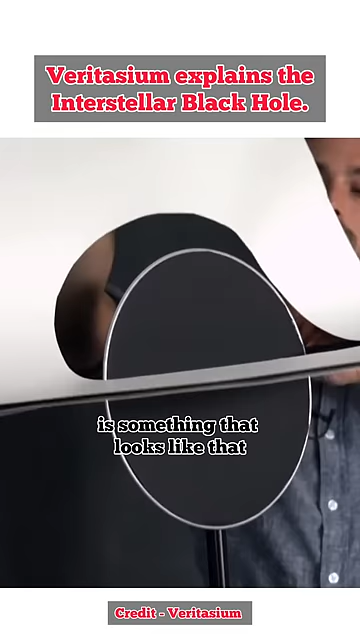 Veritasium explains the
Interstellar Black Hole.
is something that
looks like that
Credit - Veritasium